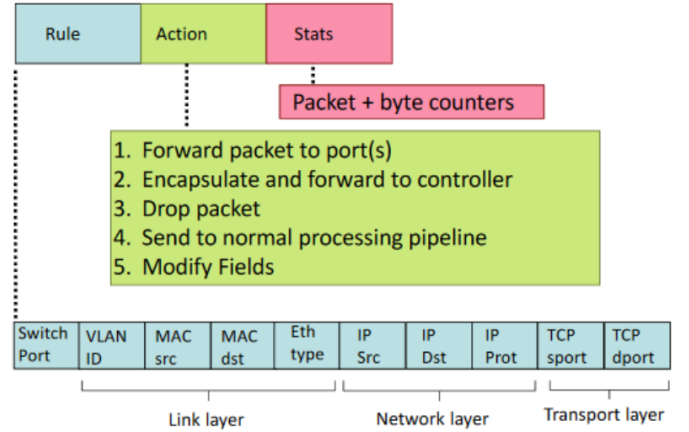 Rule Action Stats
Packet + byte counters
1. Forward packet to port(s)
2. Encapsulate and forward to controller
3. Drop packet
4. Send to normal processing pipeline
5. Modify Fields
Switch Port
VLAN ID
MAC src
MAC dst
Eth type
IP Src
IP Dst
IP Prot
TCP sport
TCP dport
Link layer
Network layer
Transport layer